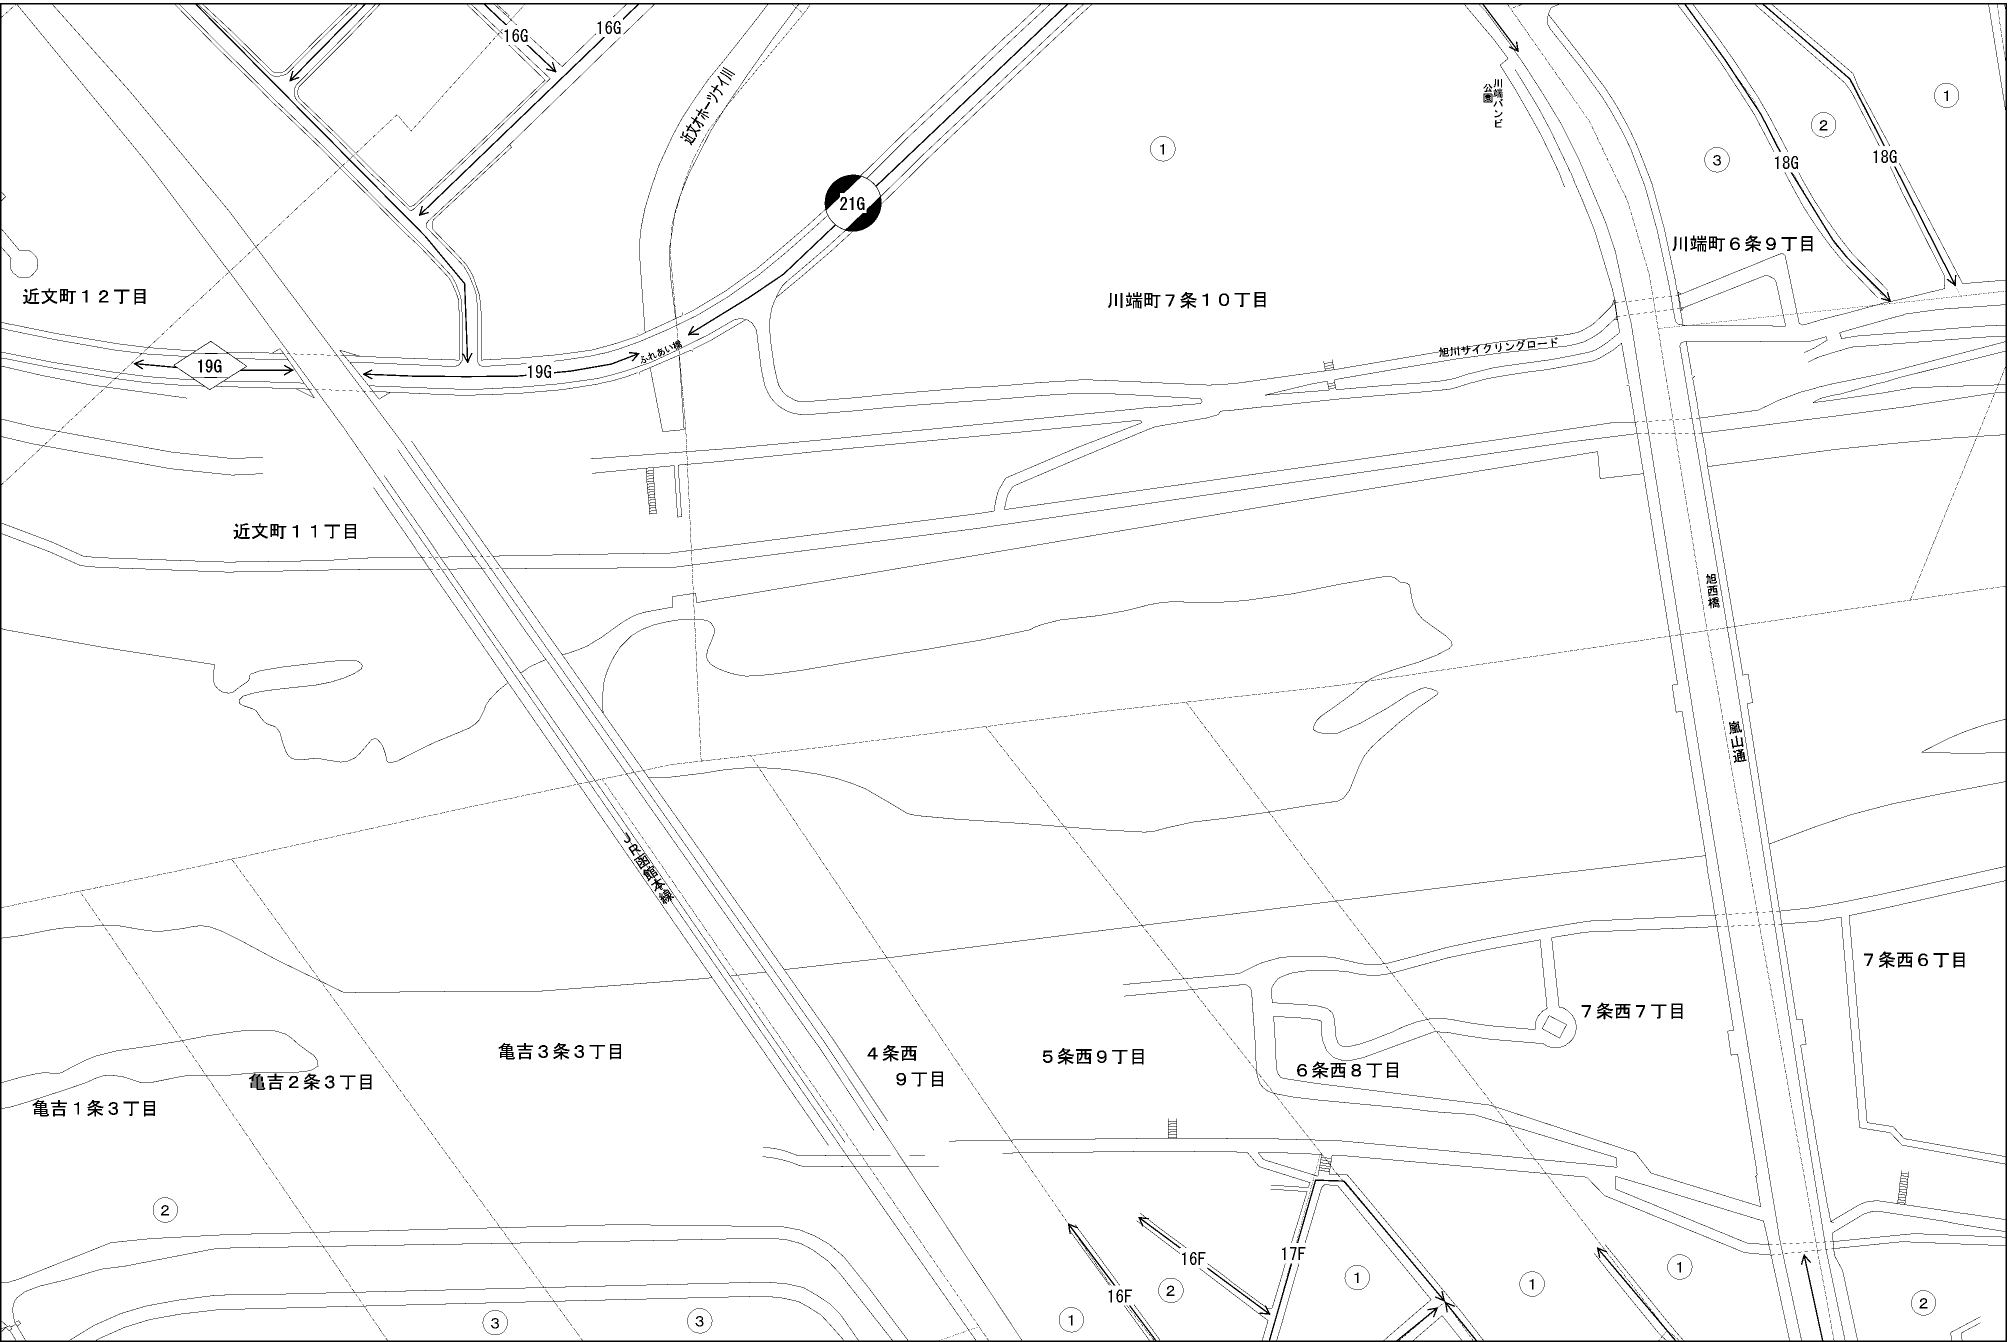 16G
16G
近文オホーツナイ川
川端バンビ
公園
①
①
②
③
18G
18G
21G
川端町６条９丁目
近文町１２丁目
川端町７条１０丁目
旭川サイクリングロード
ふれあい橋
19G
19G
近文町１１丁目
旭西橋
嵐山通
ＪＲ函館本線
７条西６丁目
７条西７丁目
亀吉３条３丁目
４条西
９丁目
５条西９丁目
６条西８丁目
亀吉２条３丁目
亀吉１条３丁目
②
16F
17F
①
①
①
②
16F
②
③
③
①